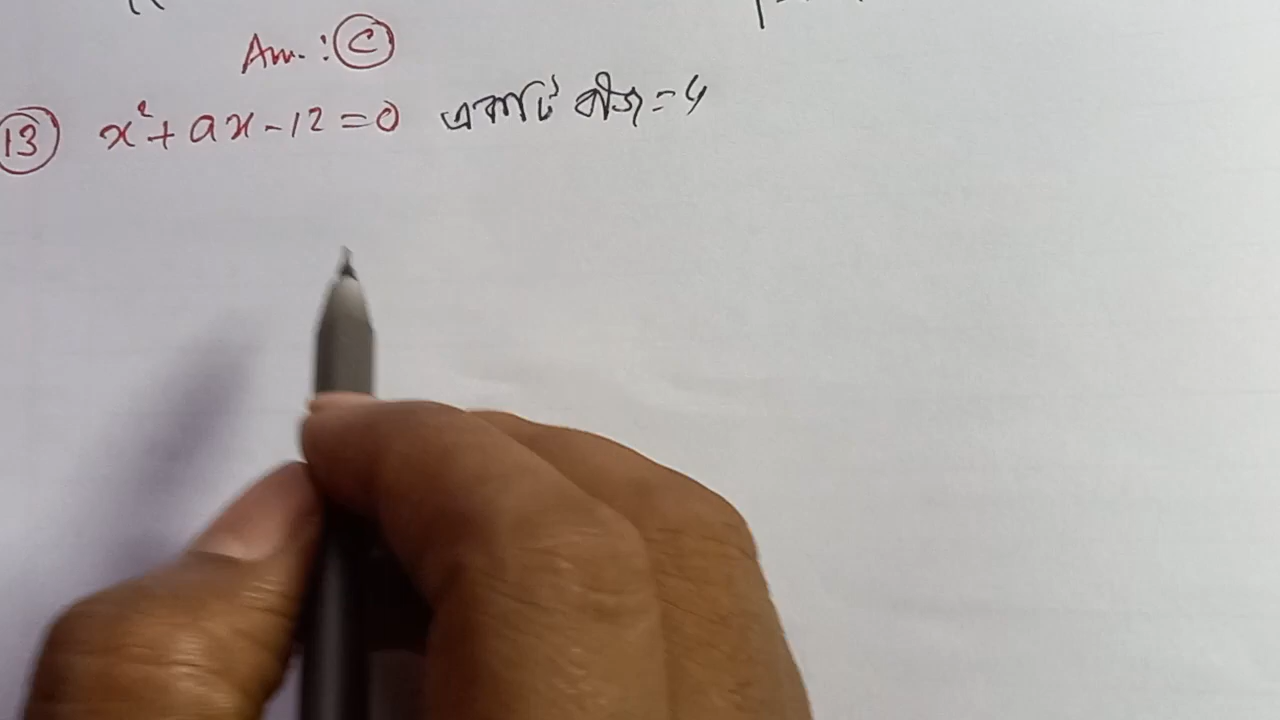 Ans. : ⓒ
⑬ x² + ax - 12 = 0 একটি বীজ = 4